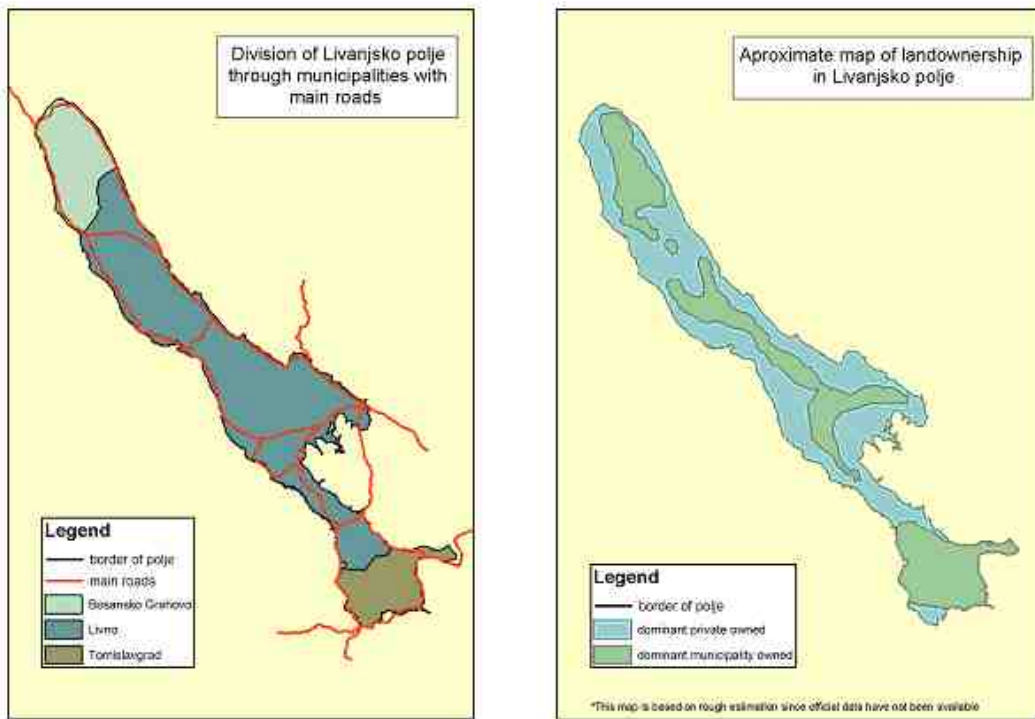 Division of Livanjsko polje
through municipalities with
main roads
Legend
border of polje
main roads
Bosansko Grahovo
Livno
Tomislavgrad
Aproximate map of landownership
in Livanjsko polje
Legend
border of polje
dominant private owned
dominant municipality owned
*This map is based on rough estimation since official data have not been available